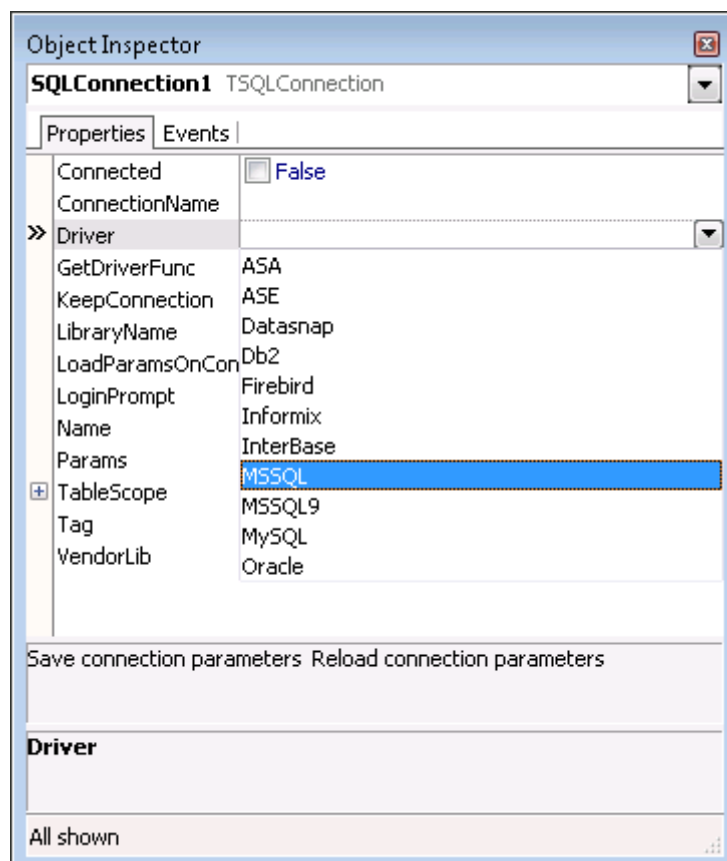 Object Inspector
SQLConnection1 TSQLConnection
Properties Events
Connected False
ConnectionName
» Driver
GetDriverFunc ASA
KeepConnection ASE
LibraryName Datasnap
LoadParamsOnCon Db2
LoginPrompt Firebird
Name Informix
Params InterBase
TableScope MSSQL
Tag MSSQL9
VendorLib MySQL
Oracle
Save connection parameters Reload connection parameters
Driver
All shown